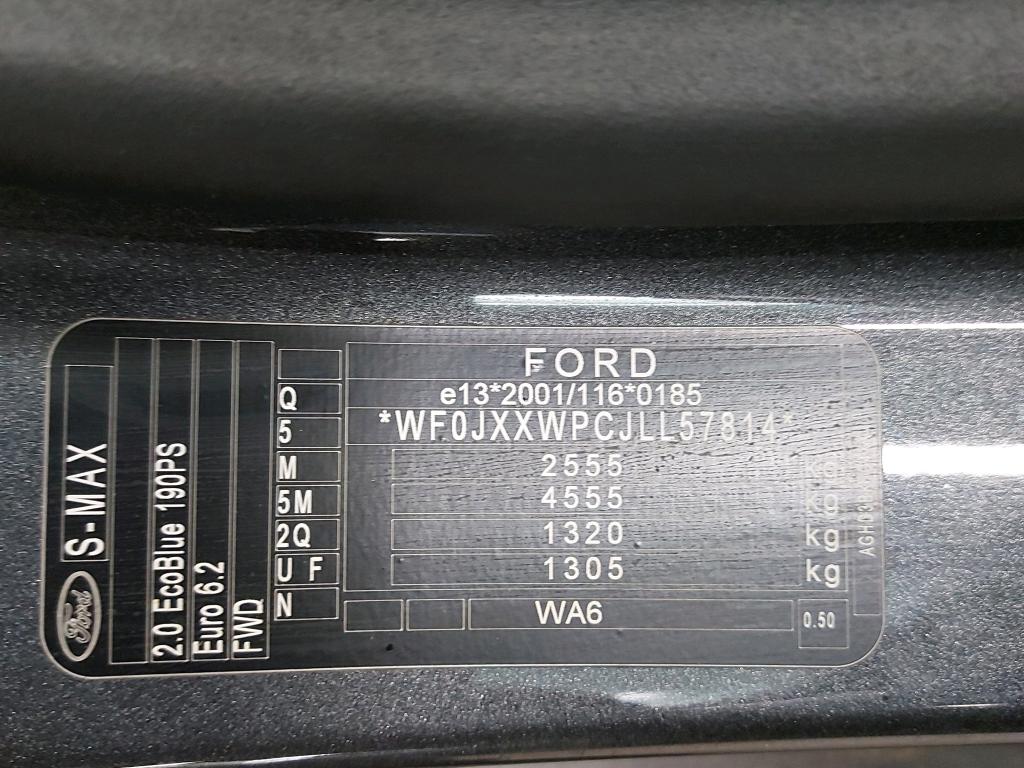 FORD
Q e13*2001/116*0185
5 *WF0JXXWPCJLL57814*
M 2555 kg
5M 4555 kg
2Q 1320 kg
U F 1305 kg
N WA6 0.50
Ford S-MAX
2.0 EcoBlue 190PS
Euro 6.2
FWD